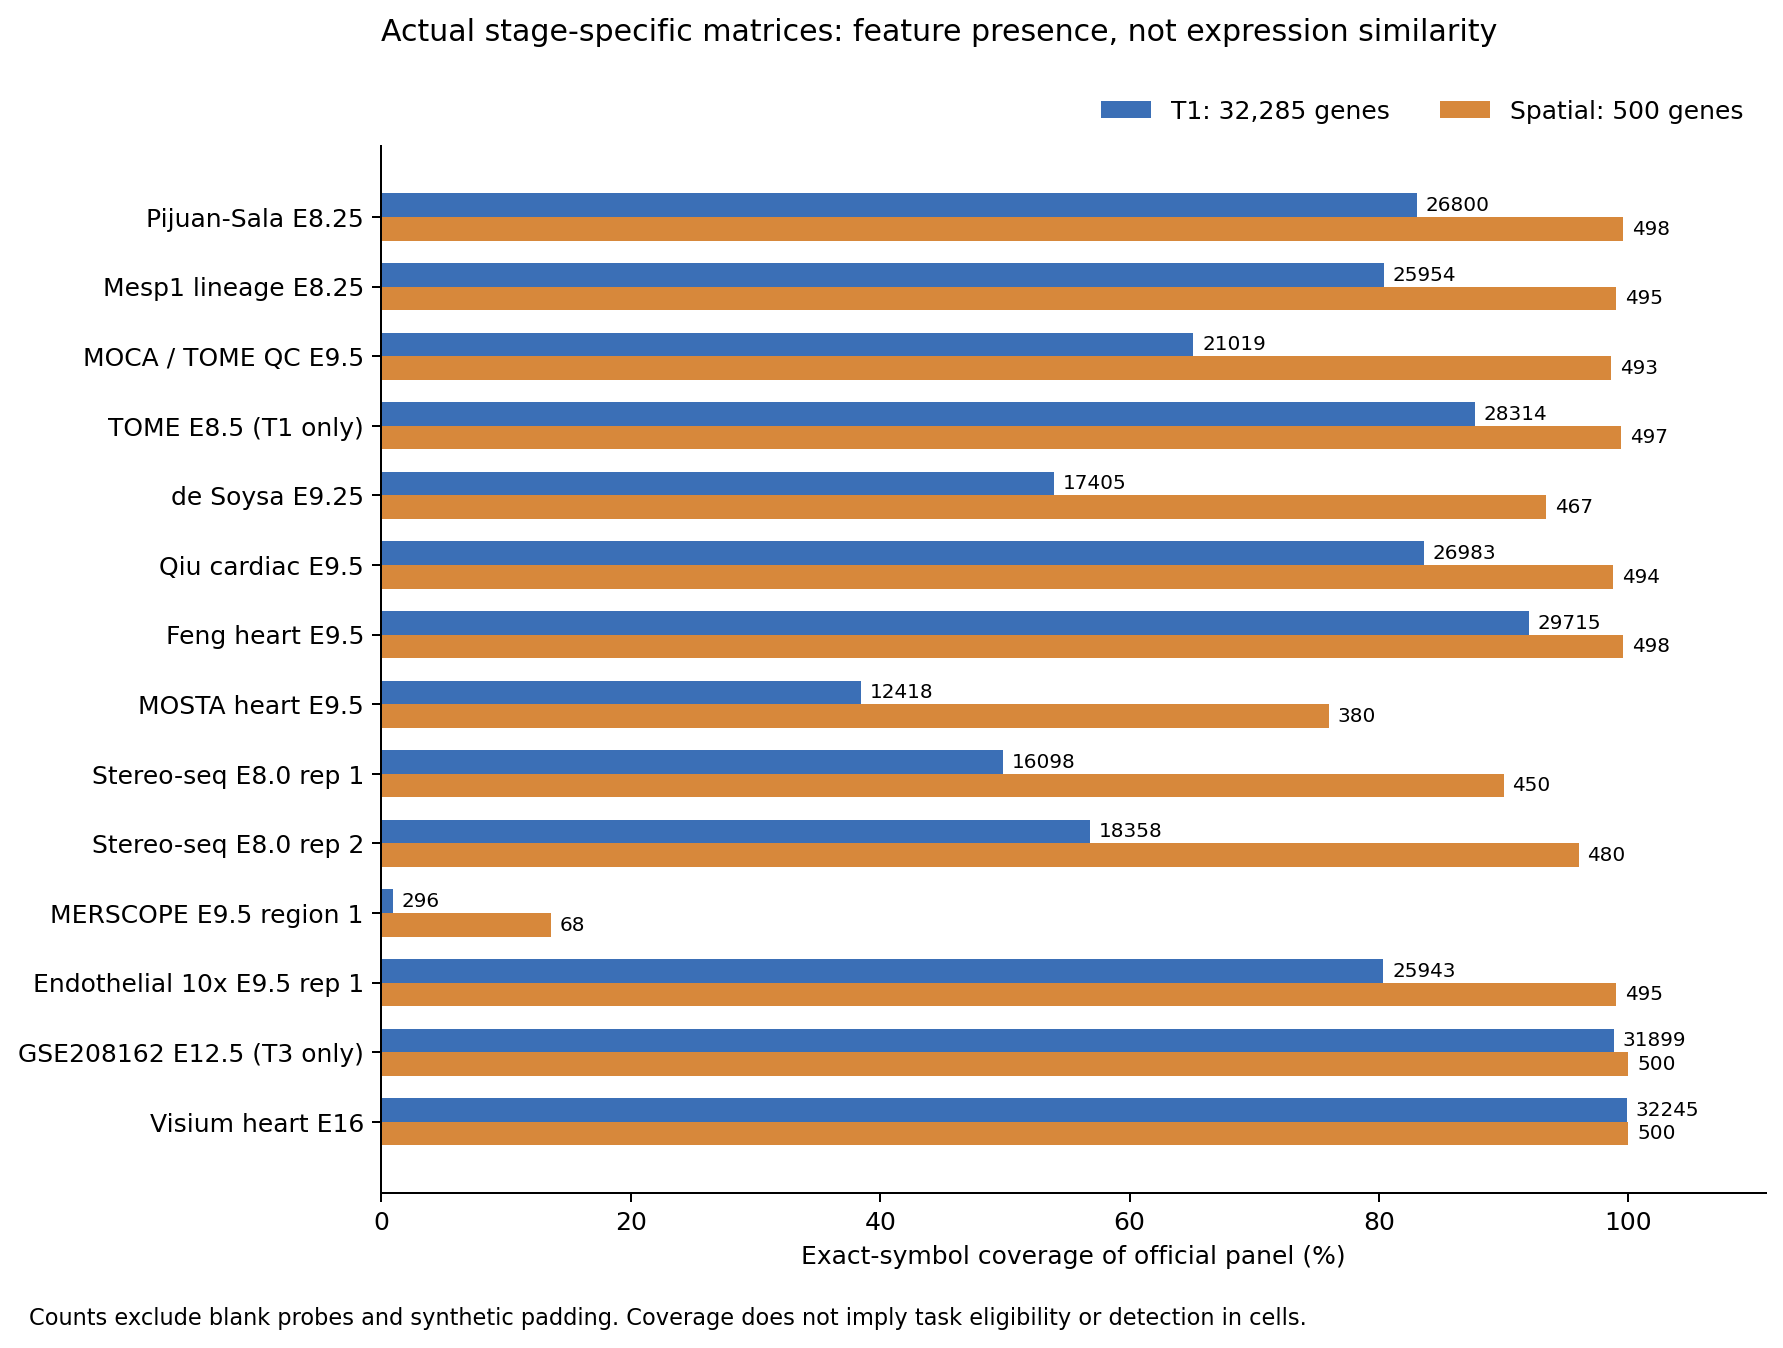 Actual stage-specific matrices: feature presence, not expression similarity
T1: 32,285 genes
Spatial: 500 genes
Pijuan-Sala E8.25
26800
498
Mesp1 lineage E8.25
25954
495
MOCA / TOME QC E9.5
21019
493
TOME E8.5 (T1 only)
28314
497
de Soysa E9.25
17405
467
Qiu cardiac E9.5
26983
494
Feng heart E9.5
29715
498
MOSTA heart E9.5
12418
380
Stereo-seq E8.0 rep 1
16098
450
Stereo-seq E8.0 rep 2
18358
480
MERSCOPE E9.5 region 1
296
68
Endothelial 10x E9.5 rep 1
25943
495
GSE208162 E12.5 (T3 only)
31899
500
Visium heart E16
32245
500
0 20 40 60 80 100
Exact-symbol coverage of official panel (%)
Counts exclude blank probes and synthetic padding. Coverage does not imply task eligibility or detection in cells.